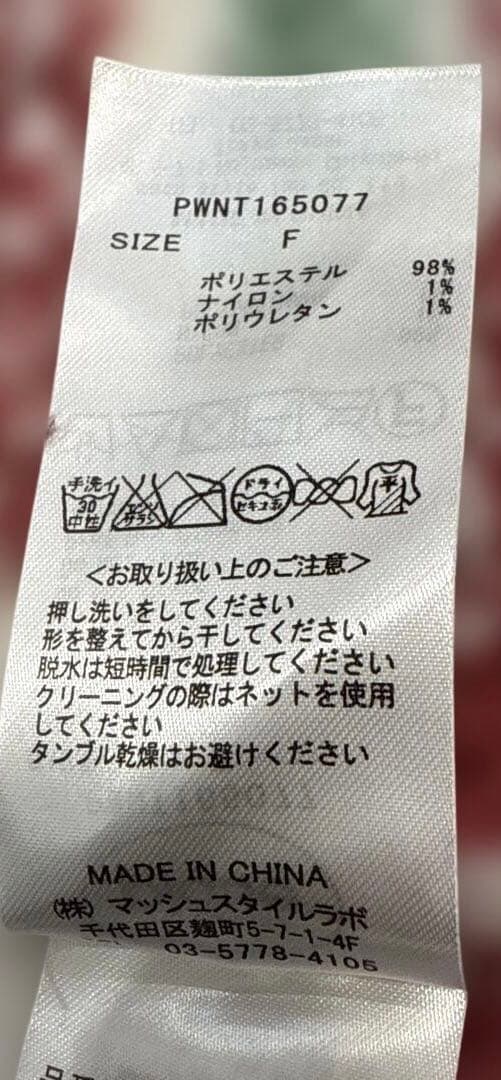 PWNT165077
SIZE F
ポリエステル 98%
ナイロン 1%
ポリウレタン 1%
手洗イ 30 中性 エンソ サラシ ドライ セキユ系 平
<お取り扱い上のご注意>
押し洗いをしてください
形を整えてから干してください
脱水は短時間で処理してください
クリーニングの際はネットを使用
してください
タンブル乾燥はお避けください
MADE IN CHINA
(株) マッシュスタイルラボ
千代田区麹町5-7-1-4F
03-5778-4105